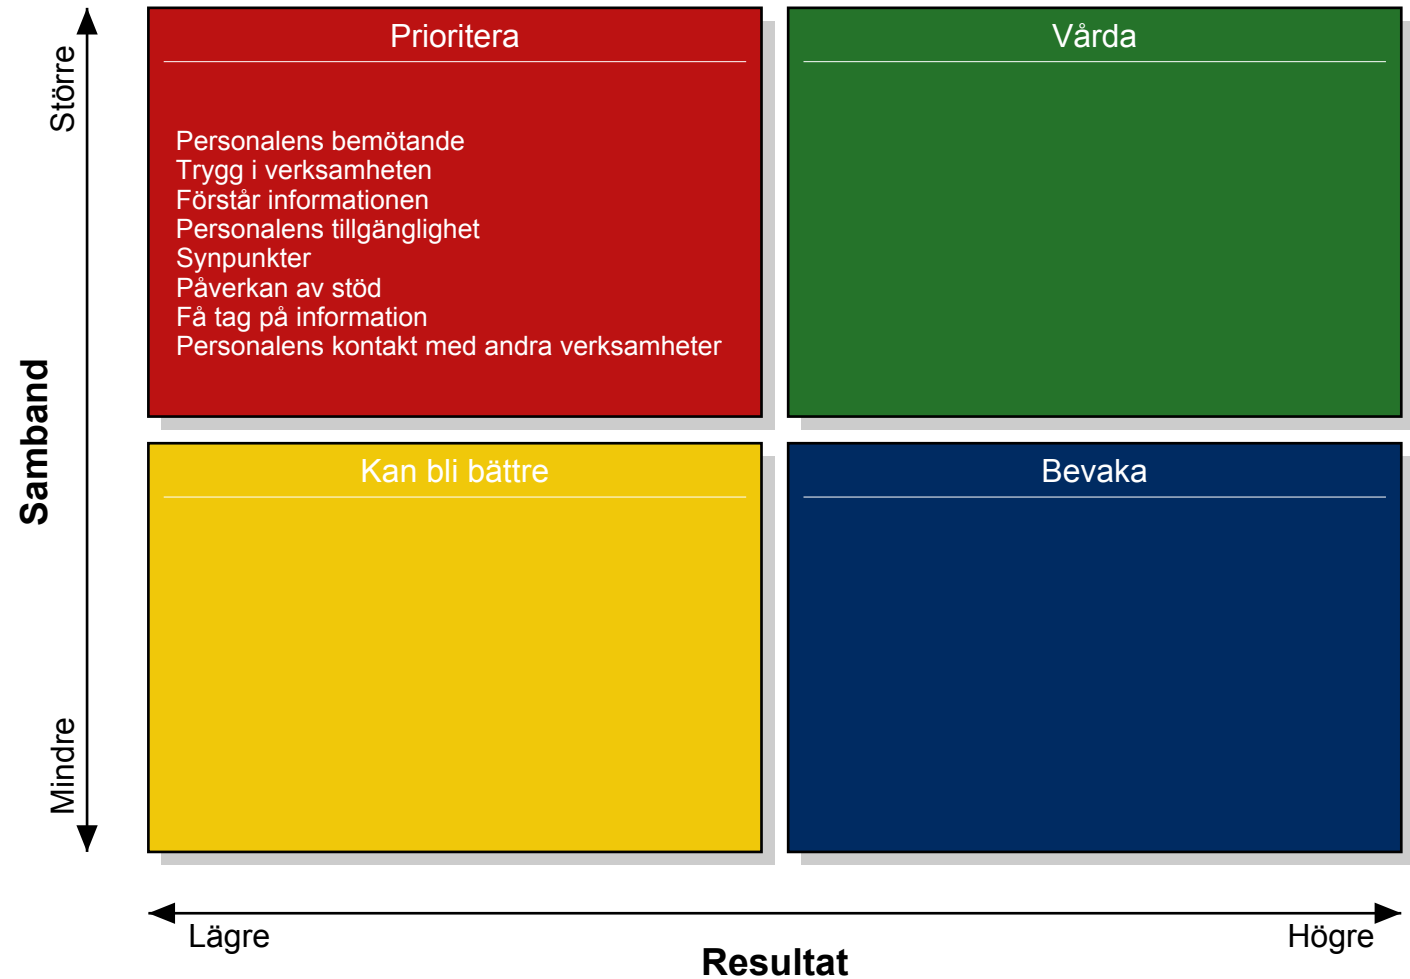 Större
Samband
Mindre
Prioritera
Personalens bemötande
Trygg i verksamheten
Förstår informationen
Personalens tillgänglighet
Synpunkter
Påverkan av stöd
Få tag på information
Personalens kontakt med andra verksamheter
Vårda
Kan bli bättre
Bevaka
Lägre
Högre
Resultat